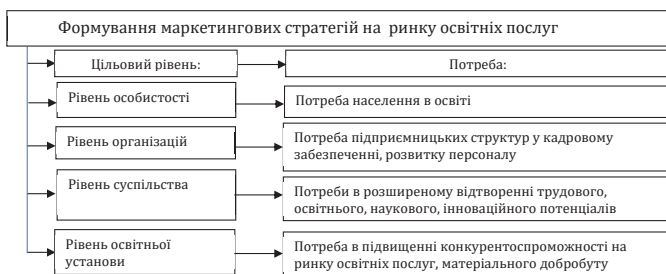 Формування маркетингових стратегій на ринку освітніх послуг
Цільовий рівень:
Потреба:
Рівень особистості
Потреба населення в освіті
Рівень організацій
Потреба підприємницьких структур у кадровому
забезпеченні, розвитку персоналу
Рівень суспільства
Потреби в розширеному відтворенні трудового,
освітнього, наукового, інноваційного потенціалів
Рівень освітньої
установи
Потреба в підвищенні конкурентоспроможності на
ринку освітніх послуг, матеріального добробуту